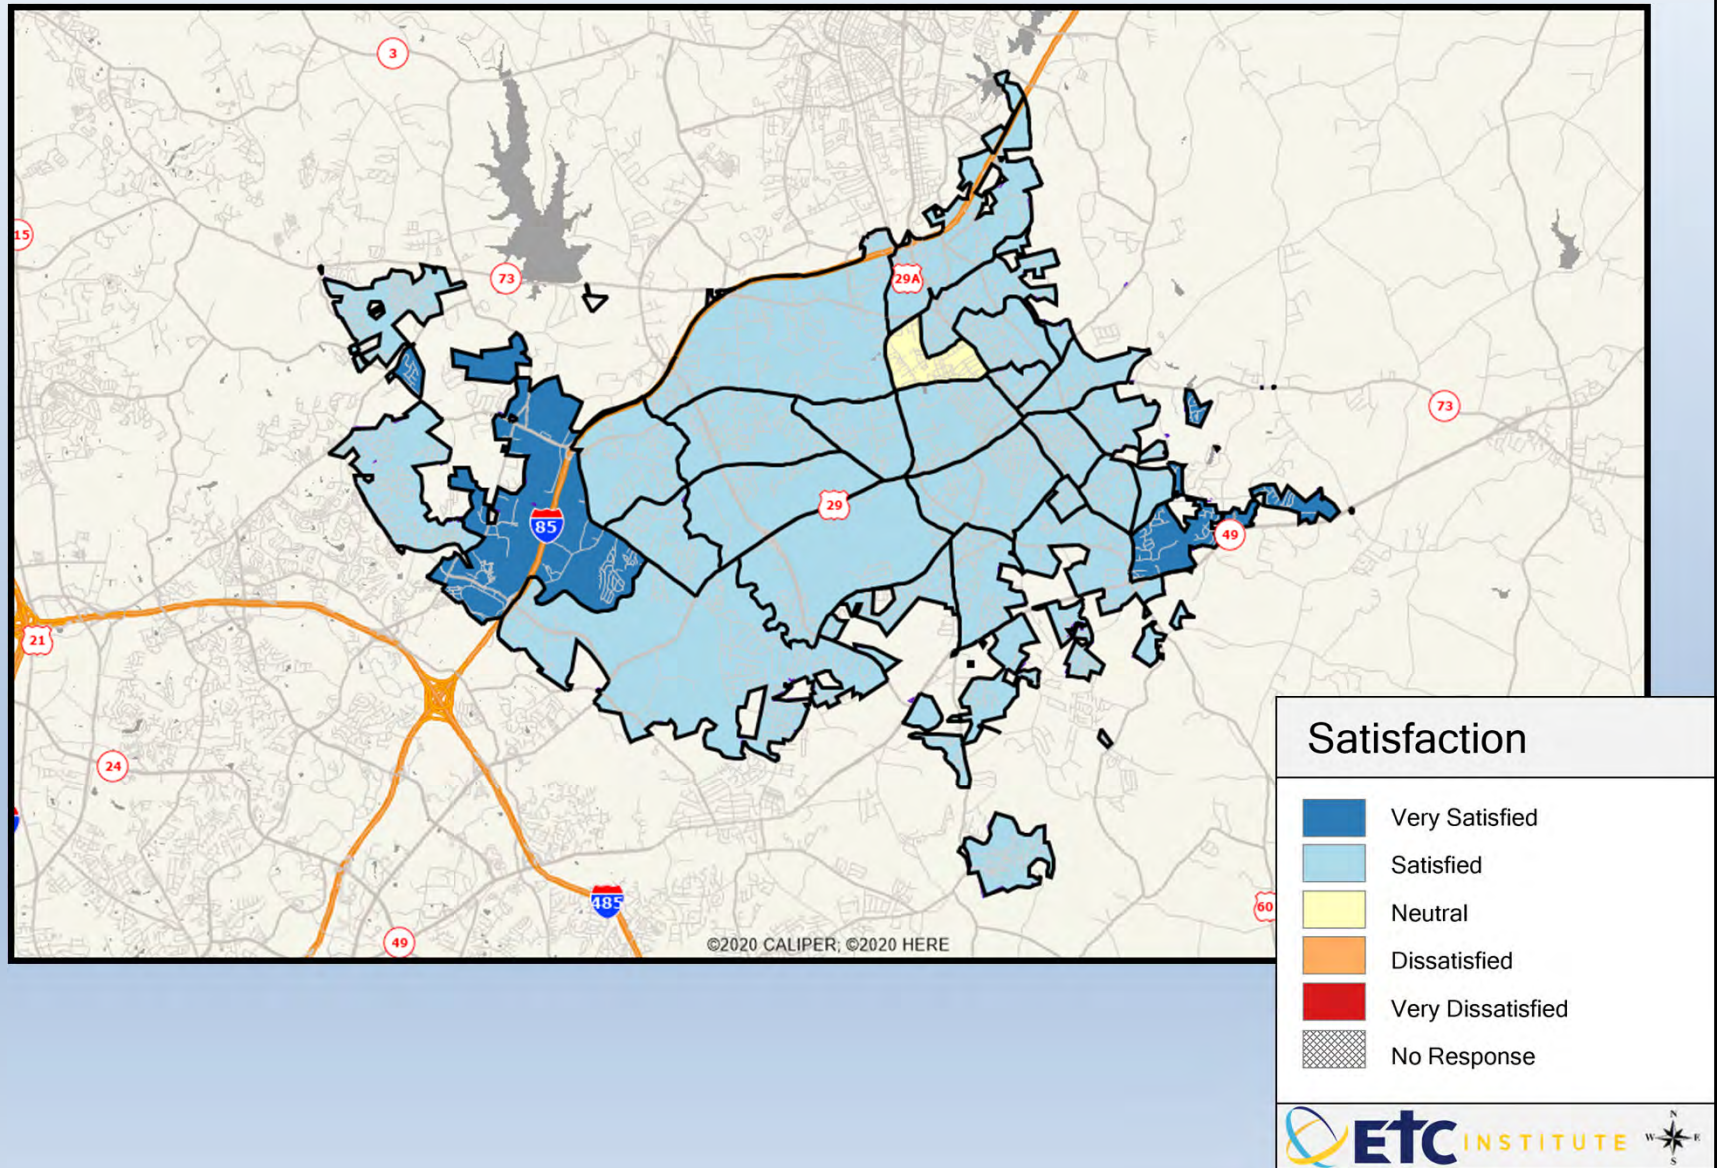 3
15
73
29A
73
29
85
49
21
24
485
60
49
©2020 CALIPER; ©2020 HERE
Satisfaction
Very Satisfied
Satisfied
Neutral
Dissatisfied
Very Dissatisfied
No Response
ETC INSTITUTE
N
W E
S